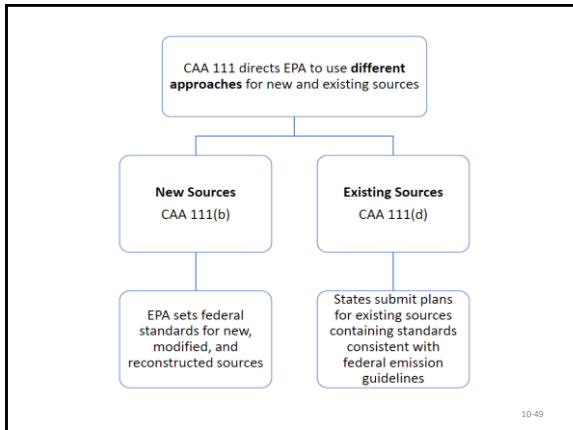 CAA 111 directs EPA to use different
approaches for new and existing sources
New Sources
CAA 111(b)
Existing Sources
CAA 111(d)
EPA sets federal
standards for new,
modified, and
reconstructed sources
States submit plans
for existing sources
containing standards
consistent with
federal emission
guidelines
10-49